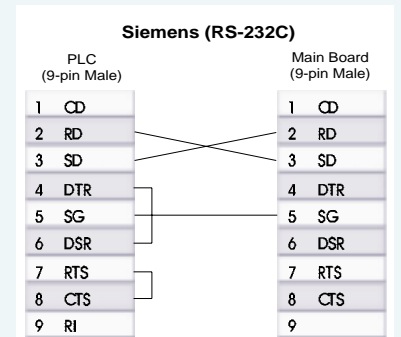 Siemens (RS-232C)
PLC
(9-pin Male)
Main Board
(9-pin Male)
1 CD 1 CD
2 RD 2 RD
3 SD 3 SD
4 DTR 4 DTR
5 SG 5 SG
6 DSR 6 DSR
7 RTS 7 RTS
8 CTS 8 CTS
9 RI 9